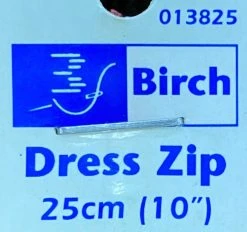 013825
Birch
Dress Zip
25cm (10”)